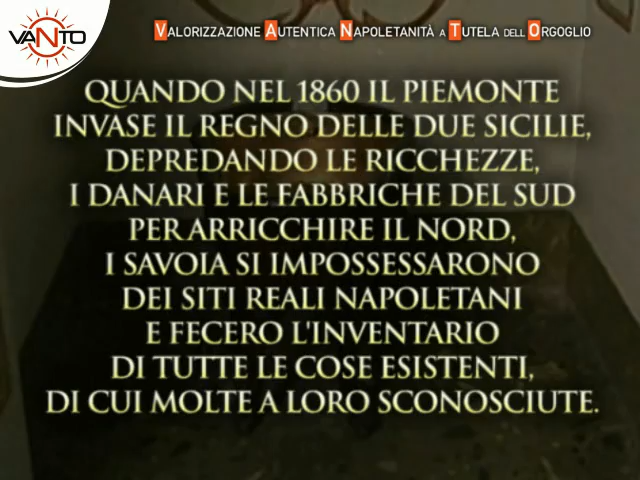 VANTO
VALORIZZAZIONE AUTENTICA NAPOLETANITÀ A TUTELA DELL'ORGOGLIO
QUANDO NEL 1860 IL PIEMONTE
INVASE IL REGNO DELLE DUE SICILIE,
DEPREDANDO LE RICCHEZZE,
I DANARI E LE FABBRICHE DEL SUD
PER ARRICCHIRE IL NORD,
I SAVOIA SI IMPOSSESSARONO
DEI SITI REALI NAPOLETANI
E FECERO L'INVENTARIO
DI TUTTE LE COSE ESISTENTI,
DI CUI MOLTE A LORO SCONOSCIUTE.